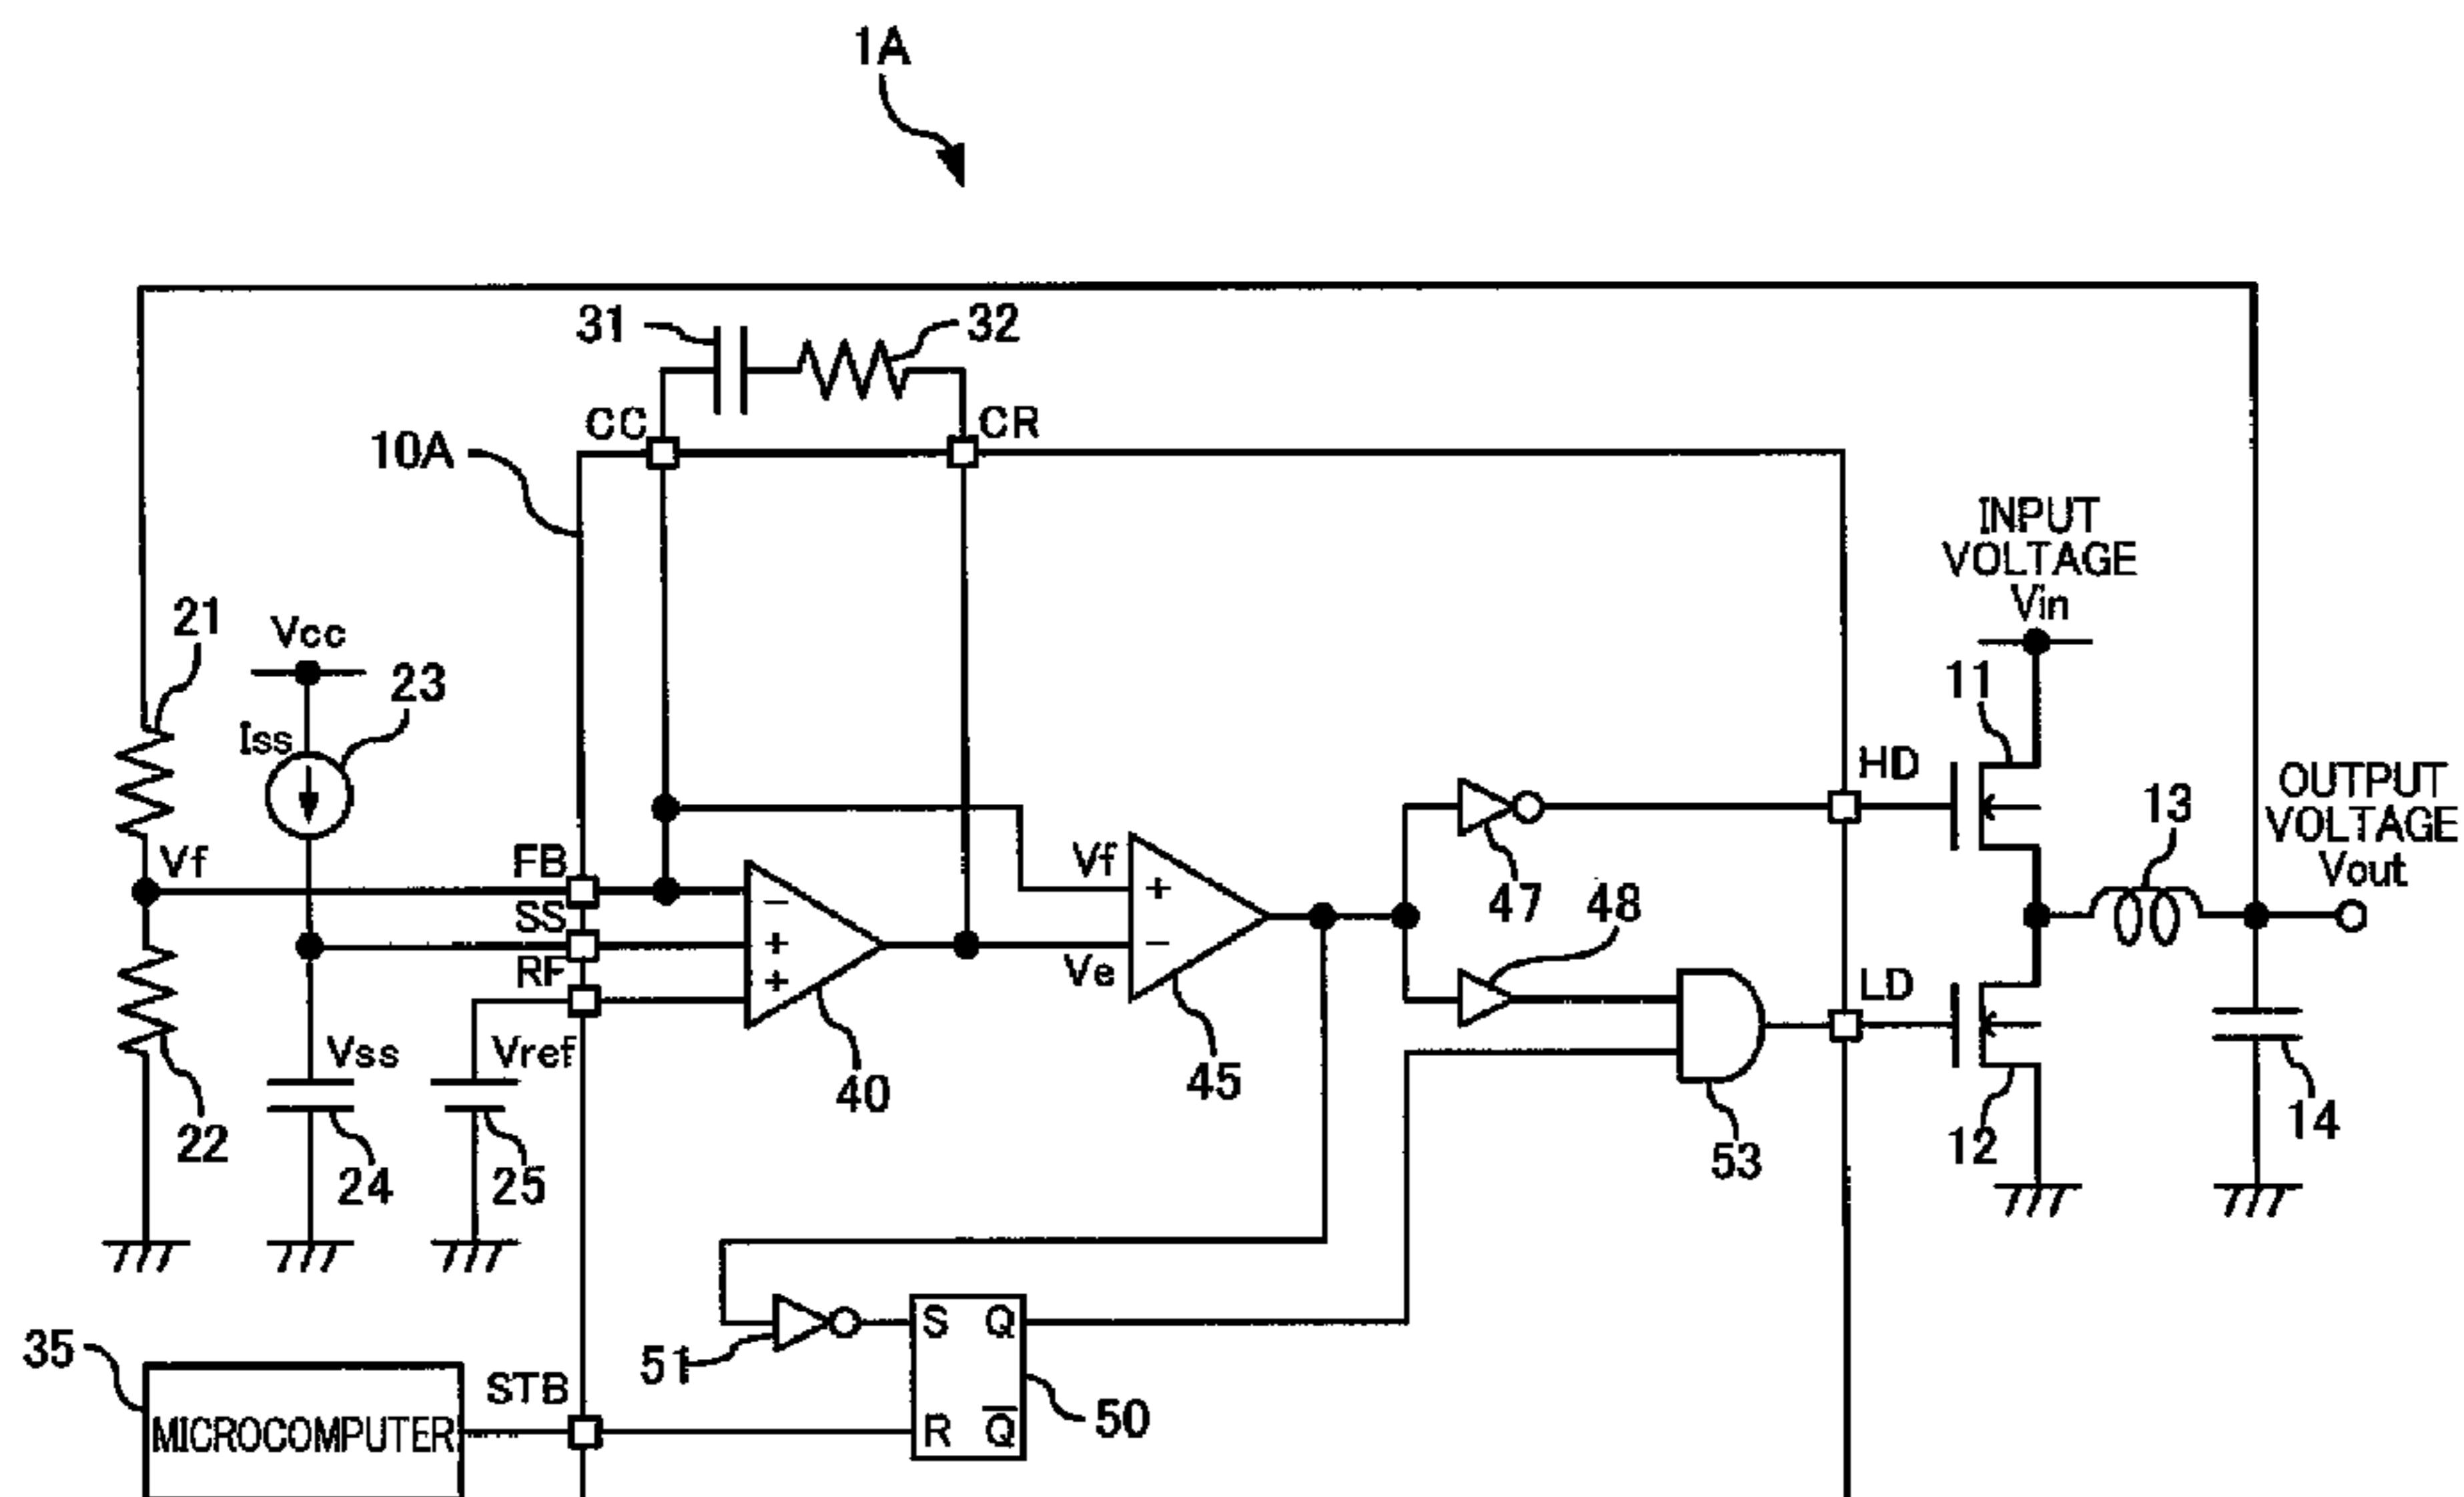 1A
31
32
CC
CR
10A
INPUT
VOLTAGE
Vin
21
Vcc
23
11
Iss
HD
OUTPUT
VOLTAGE
Vout
13
Vf
FB
Vf
+
−
47
48
SS
−
+
+
RF
Ve
−
LD
Vss
Vref
40
45
53
12
14
22
24
25
S Q
51
35
STB
50
MICROCOMPUTER
R Q̅